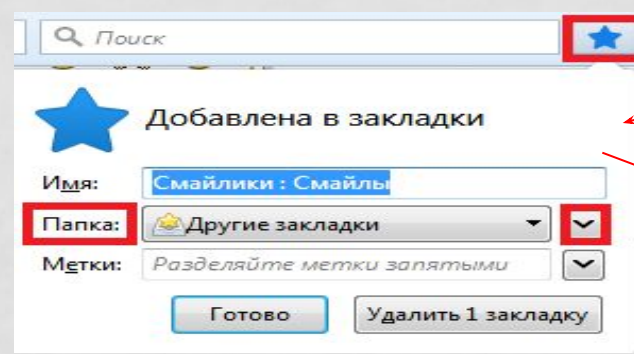 Поиск
Добавлена в закладки
Имя: Смайлики : Смайлы
Папка: Другие закладки
Метки: Разделяйте метки запятыми
Готово Удалить 1 закладку